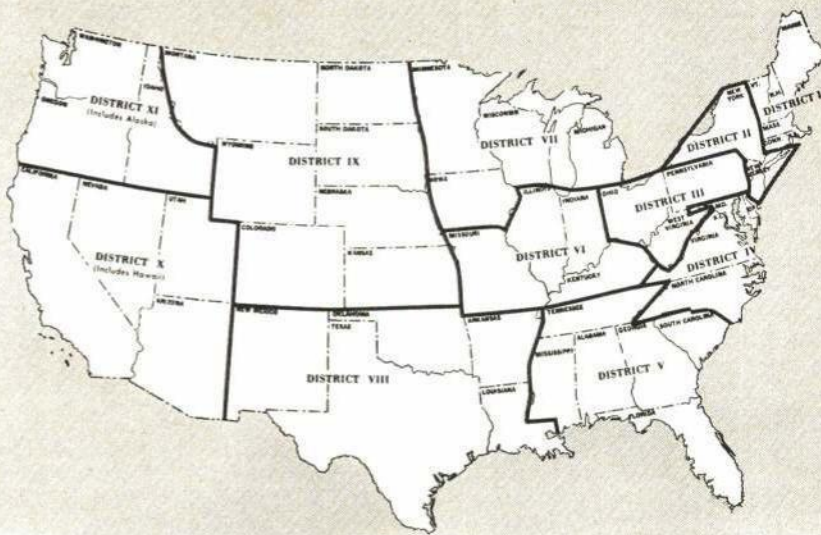 WASHINGTON
MONTANA
NORTH DAKOTA
MINNESOTA
MAINE
IDAHO
OREGON
DISTRICT XI
(Includes Alaska)
WYOMING
SOUTH DAKOTA
DISTRICT IX
WISCONSIN
DISTRICT VII
MICHIGAN
NEW
YORK
VT.
N.H.
DISTRICT I
MASS.
CONN.
DISTRICT II
CALIFORNIA
NEVADA
UTAH
NEBRASKA
IOWA
ILLINOIS
INDIANA
OHIO
PENNSYLVANIA
DISTRICT III
COLORADO
KANSAS
MISSOURI
DISTRICT VI
WEST
VIRGINIA
VIRGINIA
MD.
DISTRICT X
(Includes Hawaii)
KENTUCKY
DISTRICT IV
NORTH CAROLINA
ARIZONA
NEW MEXICO
OKLAHOMA
TEXAS
ARKANSAS
TENNESSEE
SOUTH CAROLINA
MISSISSIPPI
ALABAMA
GEORGIA
DISTRICT VIII
DISTRICT V
LOUISIANA
FLORIDA